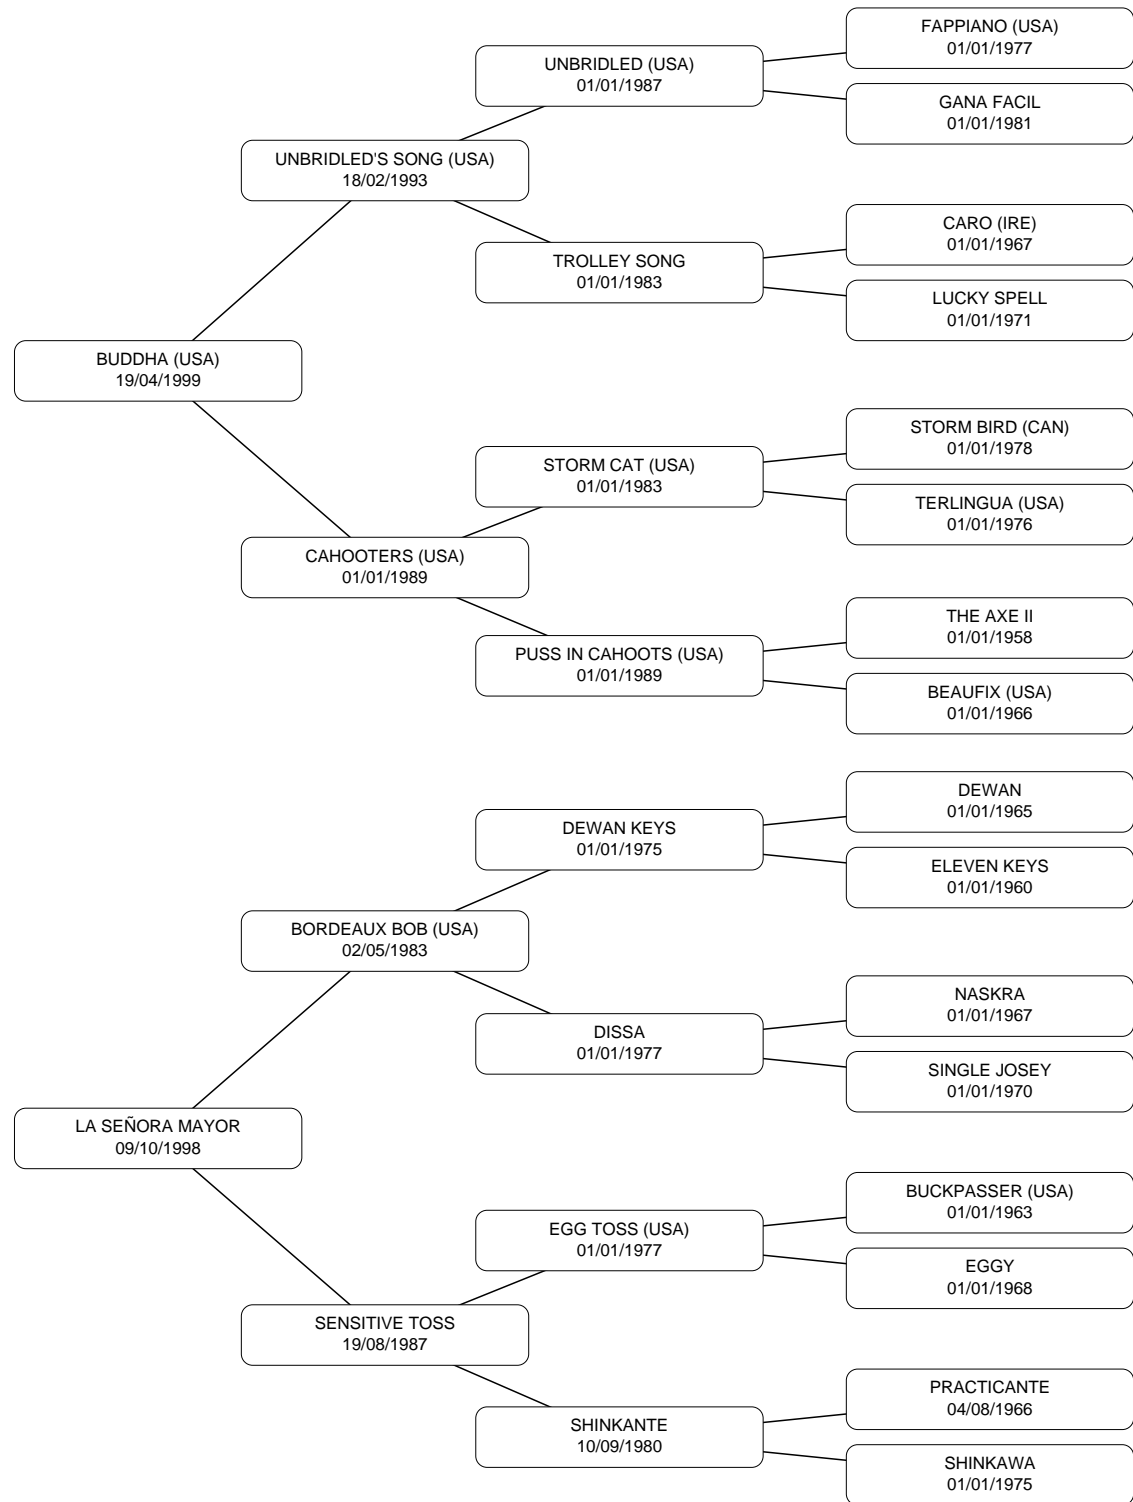 FAPPIANO (USA)
01/01/1977
UNBRIDLED (USA)
01/01/1987
GANA FACIL
01/01/1981
UNBRIDLED'S SONG (USA)
18/02/1993
CARO (IRE)
01/01/1967
TROLLEY SONG
01/01/1983
LUCKY SPELL
01/01/1971
BUDDHA (USA)
19/04/1999
STORM BIRD (CAN)
01/01/1978
STORM CAT (USA)
01/01/1983
TERLINGUA (USA)
01/01/1976
CAHOOTERS (USA)
01/01/1989
THE AXE II
01/01/1958
PUSS IN CAHOOTS (USA)
01/01/1989
BEAUFIX (USA)
01/01/1966
DEWAN
01/01/1965
DEWAN KEYS
01/01/1975
ELEVEN KEYS
01/01/1960
BORDEAUX BOB (USA)
02/05/1983
NASKRA
01/01/1967
DISSA
01/01/1977
SINGLE JOSEY
01/01/1970
LA SEÑORA MAYOR
09/10/1998
BUCKPASSER (USA)
01/01/1963
EGG TOSS (USA)
01/01/1977
EGGY
01/01/1968
SENSITIVE TOSS
19/08/1987
PRACTICANTE
04/08/1966
SHINKANTE
10/09/1980
SHINKAWA
01/01/1975